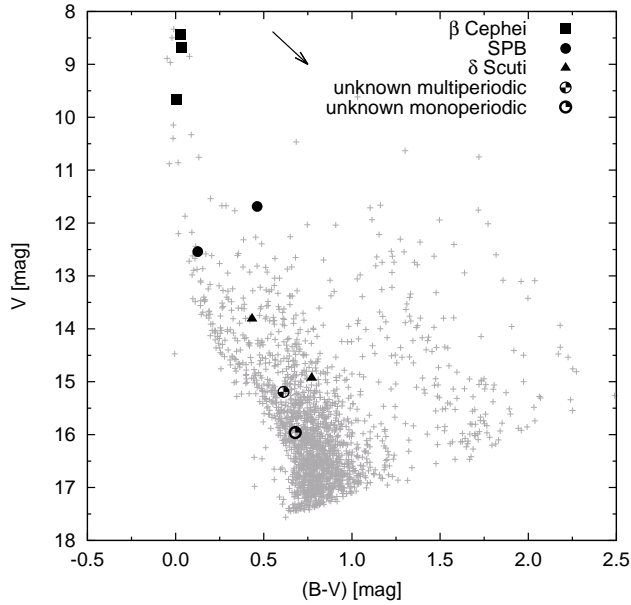 β Cephei
SPB
δ Scuti
unknown multiperiodic
unknown monoperiodic
8
9
10
11
12
13
14
15
16
17
18
V [mag]
-0.5 0.0 0.5 1.0 1.5 2.0 2.5
(B-V) [mag]